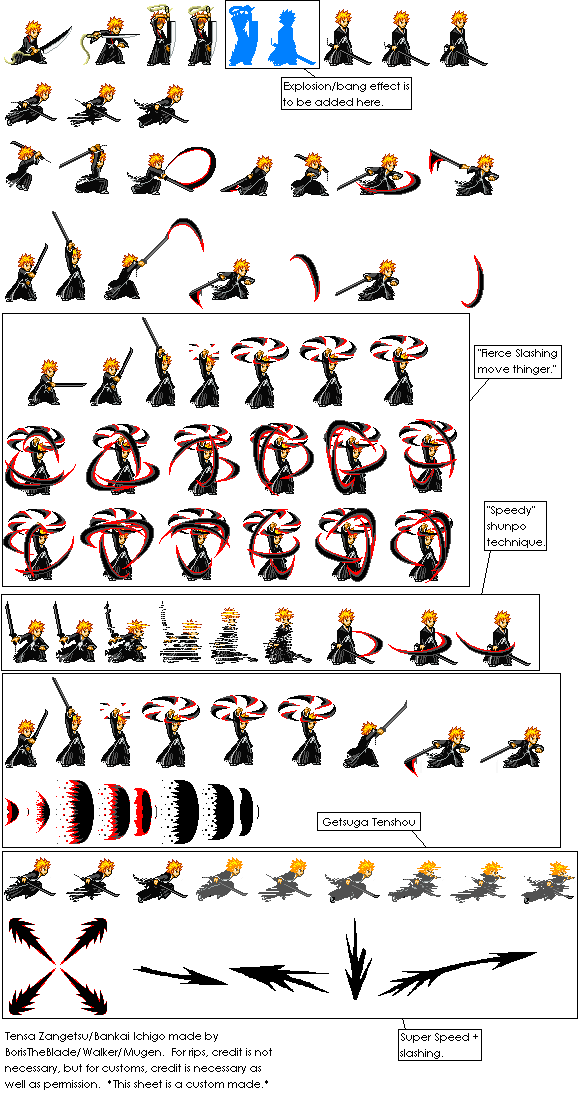 Explosion/bang effect is
to be added here.
"Fierce Slashing
move thinger."
"Speedy"
shunpo
technique.
Getsuga Tenshou
Super Speed +
slashing.
Tensa Zangetsu/Bankai Ichigo made by
BorisTheBlade/Walker/Mugen. For rips, credit is not
necessary, but for customs, credit is necessary as
well as permission. *This sheet is a custom made.*